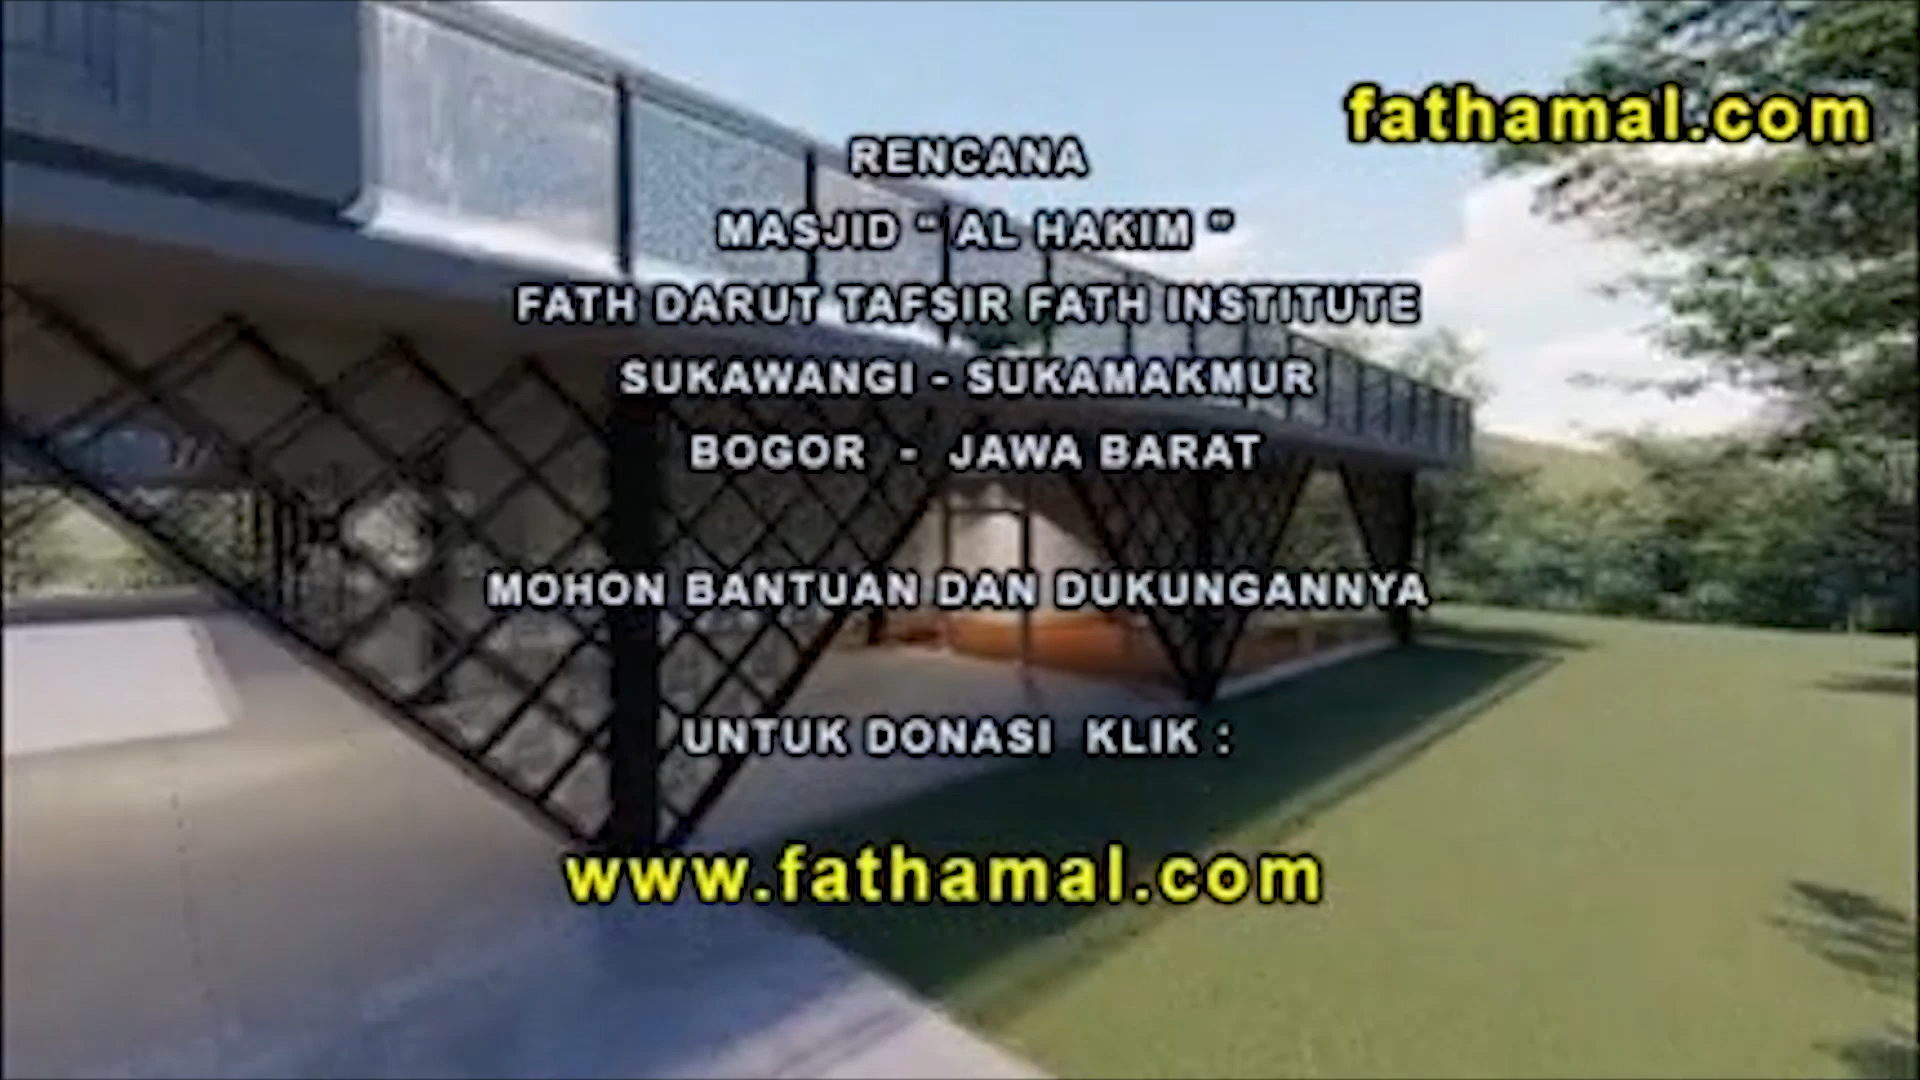 fathamal.com
RENCANA
MASJID “ AL HAKIM ”
FATH DARUT TAFSIR FATH INSTITUTE
SUKAWANGI - SUKAMAKMUR
BOGOR - JAWA BARAT
MOHON BANTUAN DAN DUKUNGANNYA
UNTUK DONASI KLIK :
www.fathamal.com